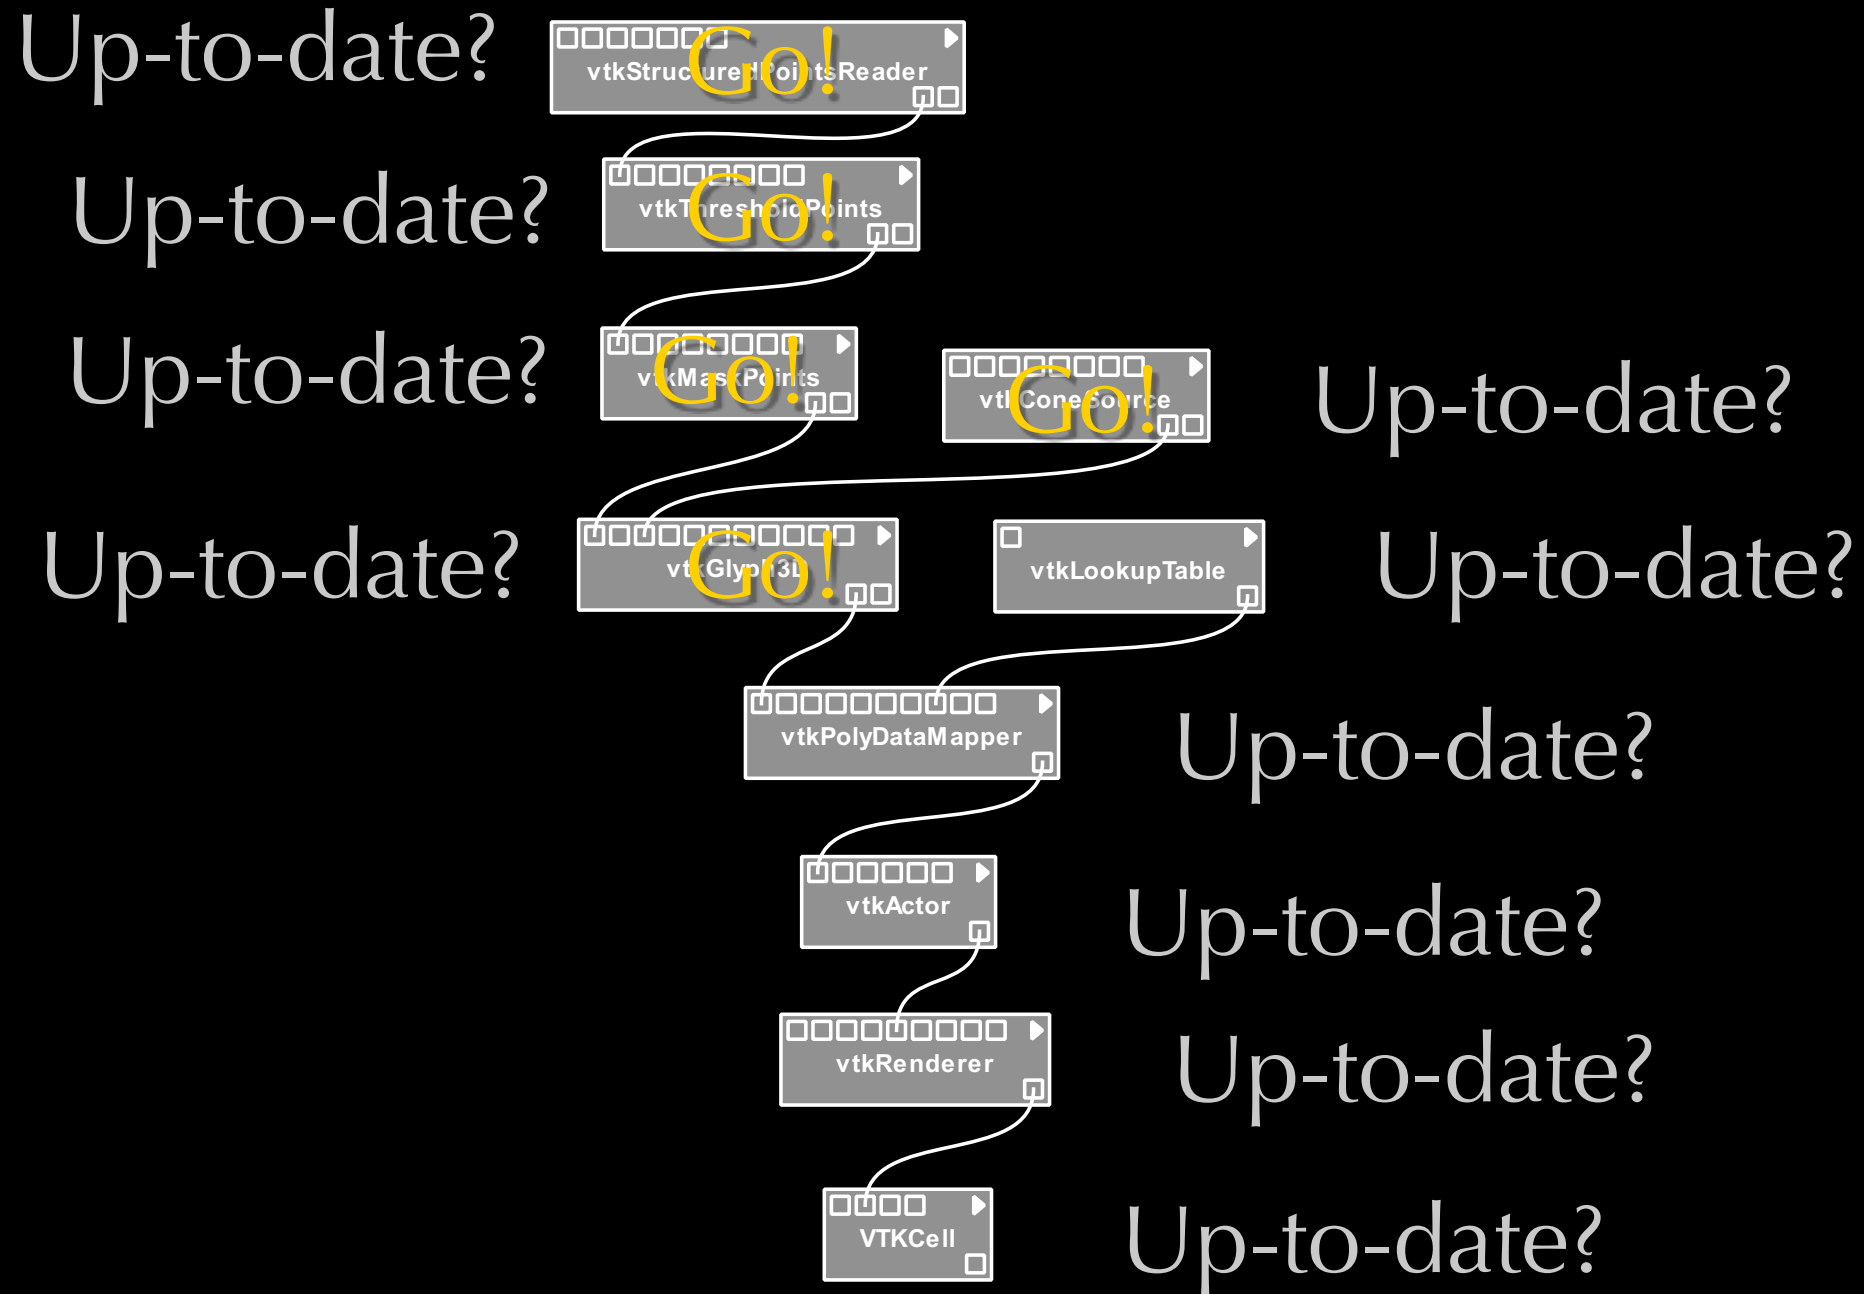 Up-to-date?
vtkStructuredPointsReader
Go!
Up-to-date?
vtkThresholdPoints
Go!
Up-to-date?
vtkMaskPoints
Go!
vtkConeSource
Go!
Up-to-date?
Up-to-date?
vtkGlyph3D
Go!
vtkLookupTable
Up-to-date?
vtkPolyDataMapper
Up-to-date?
vtkActor
Up-to-date?
vtkRenderer
Up-to-date?
VTKCell
Up-to-date?